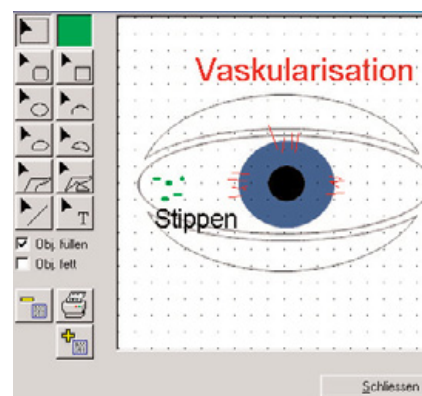 Vaskularisation
Stippen
T
Obj. füllen
Obj. fett
Schliessen